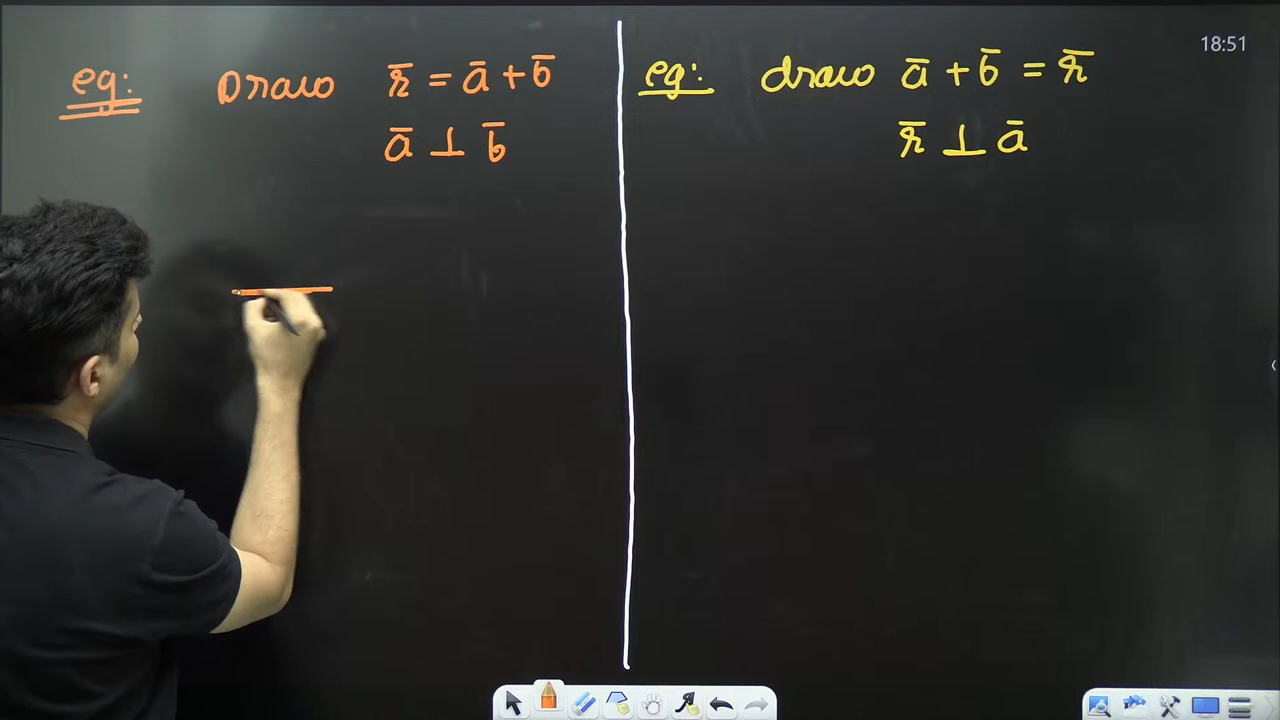 eg: Draw r̄ = ā + b̄
ā ⊥ b̄
eg: draw ā + b̄ = r̄
r̄ ⊥ ā
18:51